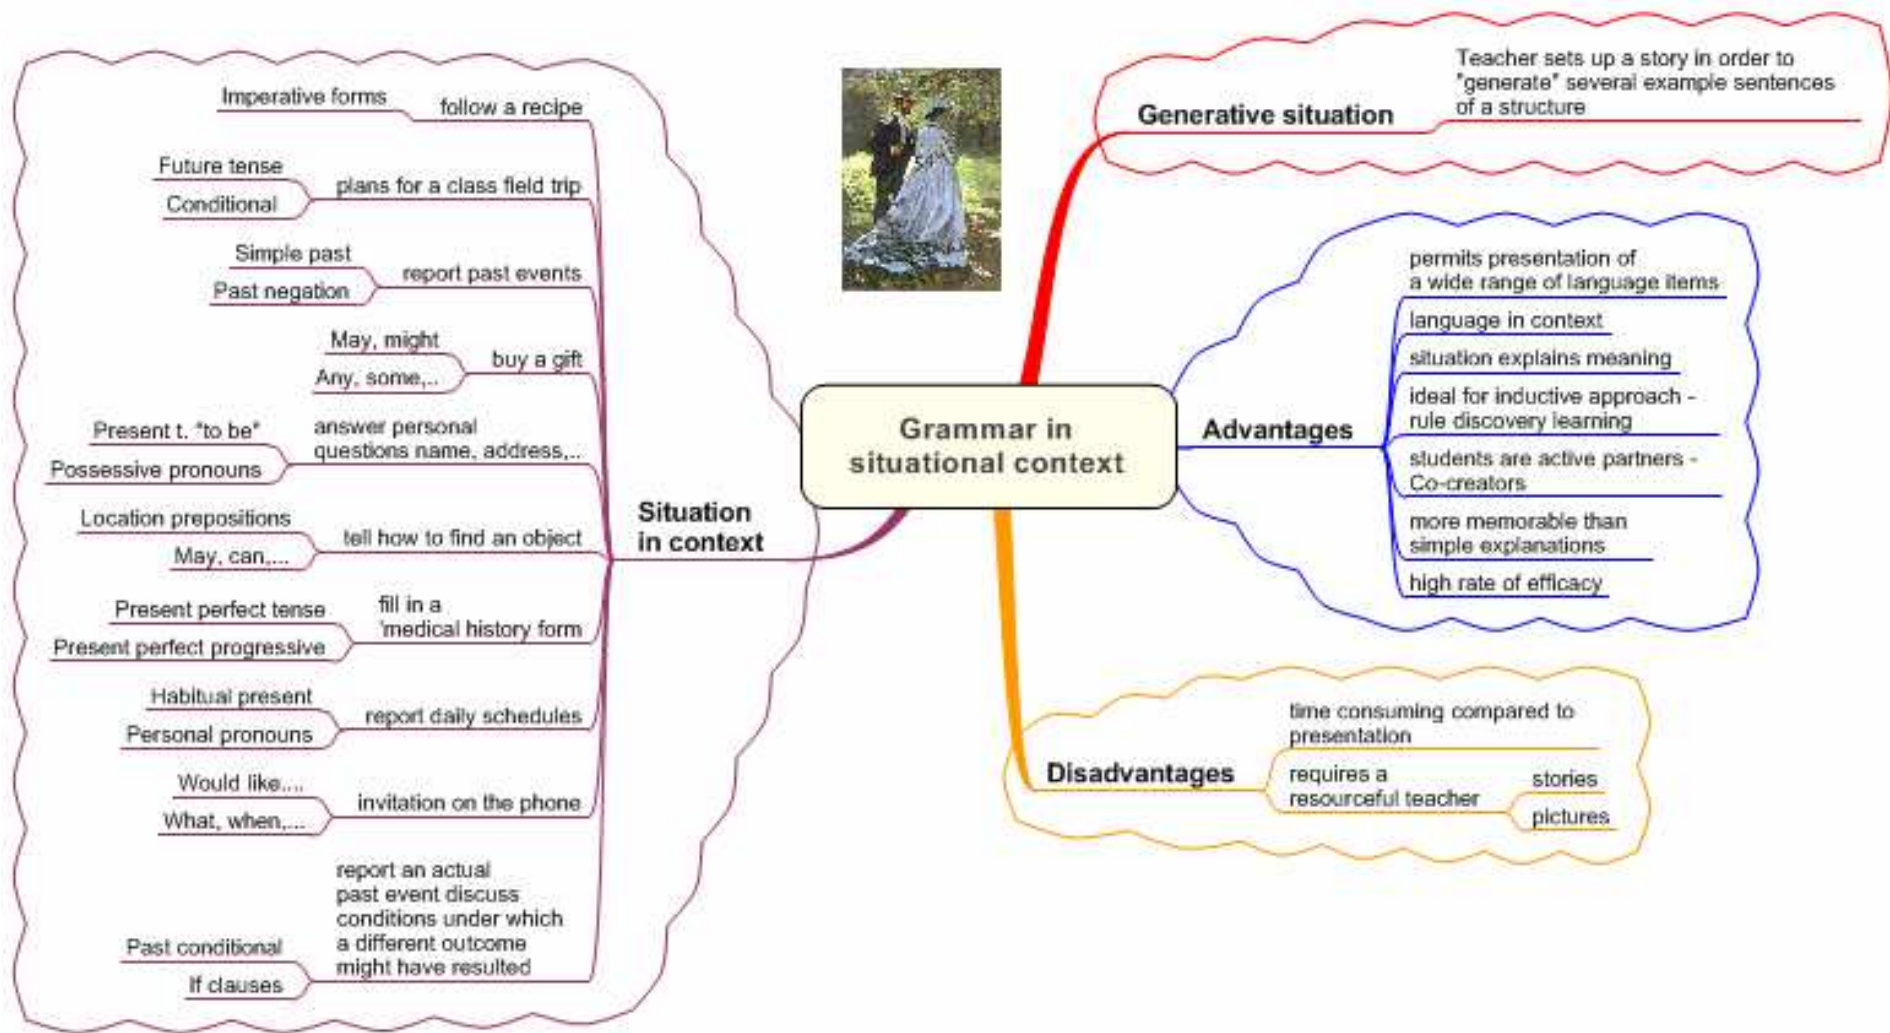 Grammar in
situational context
Generative situation
Teacher sets up a story in order to
"generate" several example sentences
of a structure
Advantages
permits presentation of
a wide range of language items
language in context
situation explains meaning
ideal for inductive approach -
rule discovery learning
students are active partners -
Co-creators
more memorable than
simple explanations
high rate of efficacy
Disadvantages
time consuming compared to
presentation
requires a
resourceful teacher
stories
pictures
Situation
in context
follow a recipe
Imperative forms
plans for a class field trip
Future tense
Conditional
report past events
Simple past
Past negation
buy a gift
May, might
Any, some,..
answer personal
questions name, address,..
Present t. "to be"
Possessive pronouns
tell how to find an object
Location prepositions
May, can,...
fill in a
'medical history form
Present perfect tense
Present perfect progressive
report daily schedules
Habitual present
Personal pronouns
invitation on the phone
Would like....
What, when,...
report an actual
past event discuss
conditions under which
a different outcome
might have resulted
Past conditional
If clauses